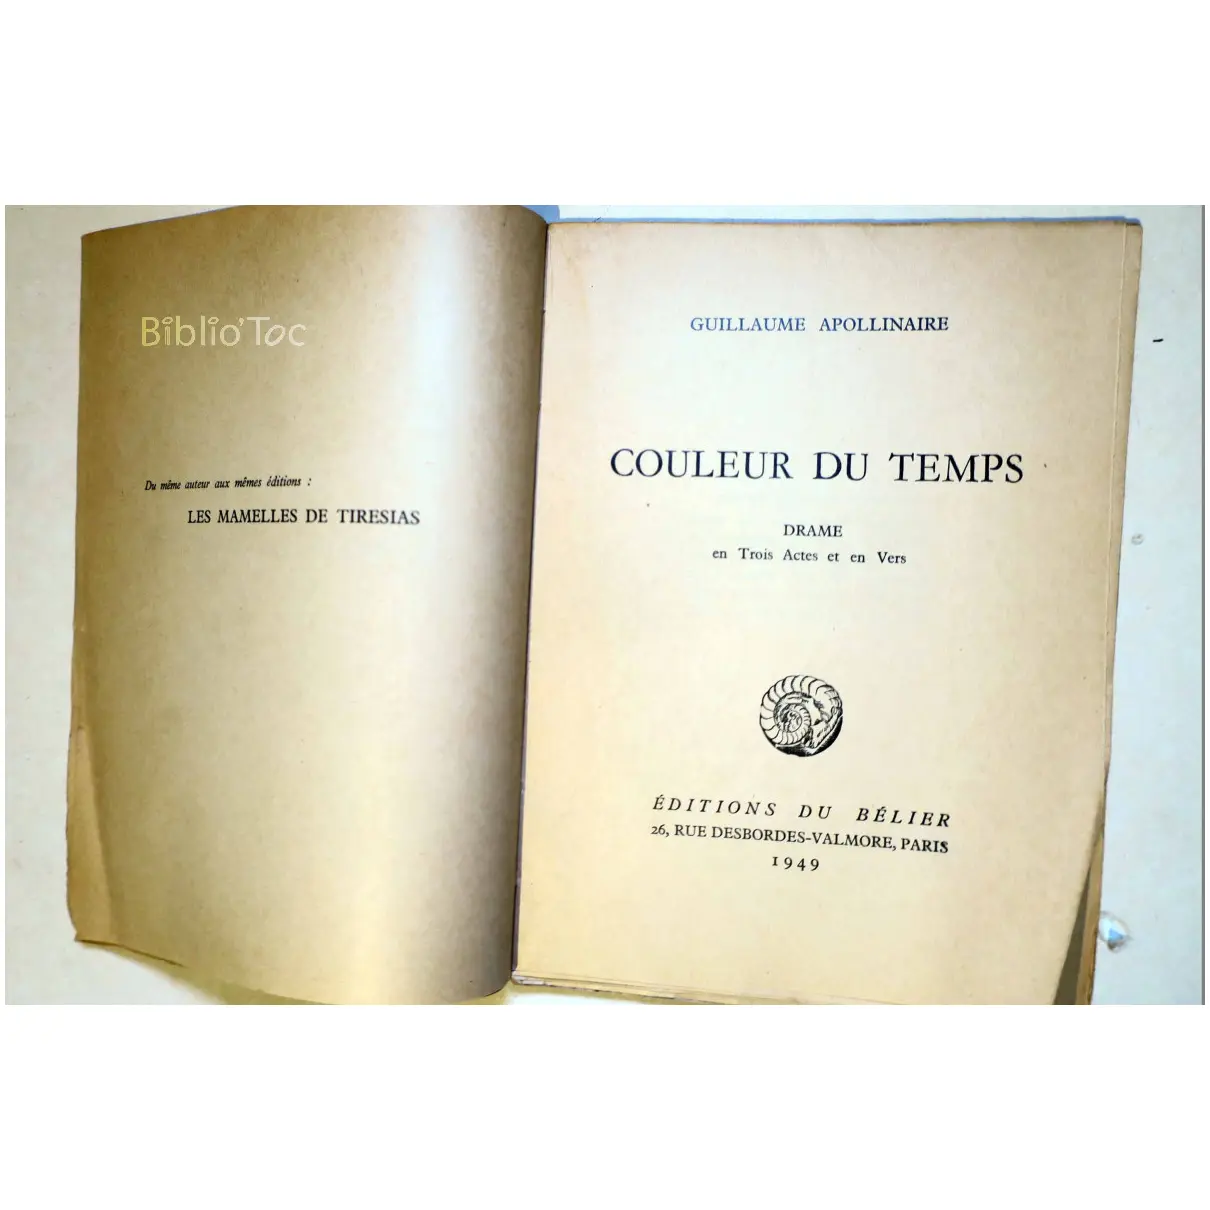 Biblio'Toc
Du même auteur aux mêmes éditions :
LES MAMELLES DE TIRESIAS
GUILLAUME APOLLINAIRE
COULEUR DU TEMPS
DRAME
en Trois Actes et en Vers
ÉDITIONS DU BÉLIER
26, RUE DESBORDES-VALMORE, PARIS
1949